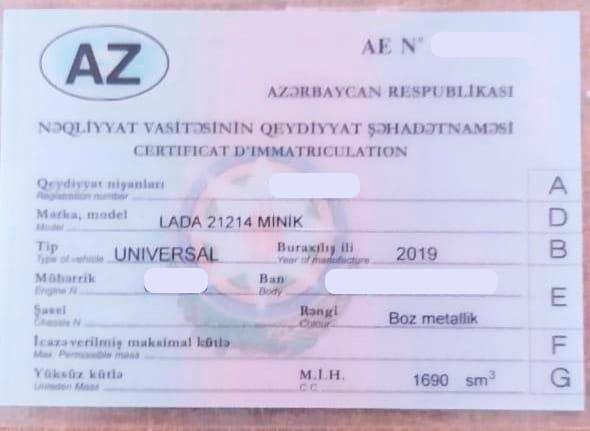 AZ
AE N°
AZƏRBAYCAN RESPUBLİKASI
NƏQLİYYAT VASİTƏSİNİN QEYDİYYAT ŞƏHADƏTNAMƏSİ
CERTIFICAT D'IMMATRICULATION
Qeydiyyat nişanları A
Registration number
Marka, model LADA 21214 MİNİK D
Model
Tip UNİVERSAL Buraxılış ili 2019 B
Type of vehicle Year of manufacture
Mühərrik Ban E
Engine N Body
Şassi Rəngi Boz metallik
Chassis N Colour
İcazə verilmiş maksimal kütlə F
Max. Permissible mass
Yüksüz kütlə M.İ.H. 1690 sm³ G
Unladen Mass C C